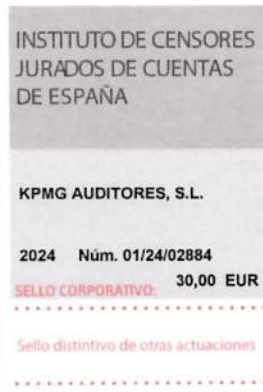 INSTITUTO DE CENSORES
JURADOS DE CUENTAS
DE ESPAÑA
KPMG AUDITORES, S.L.
2024 Núm. 01/24/02884
30,00 EUR
SELLO CORPORATIVO:
Sello distintivo de otras actuaciones